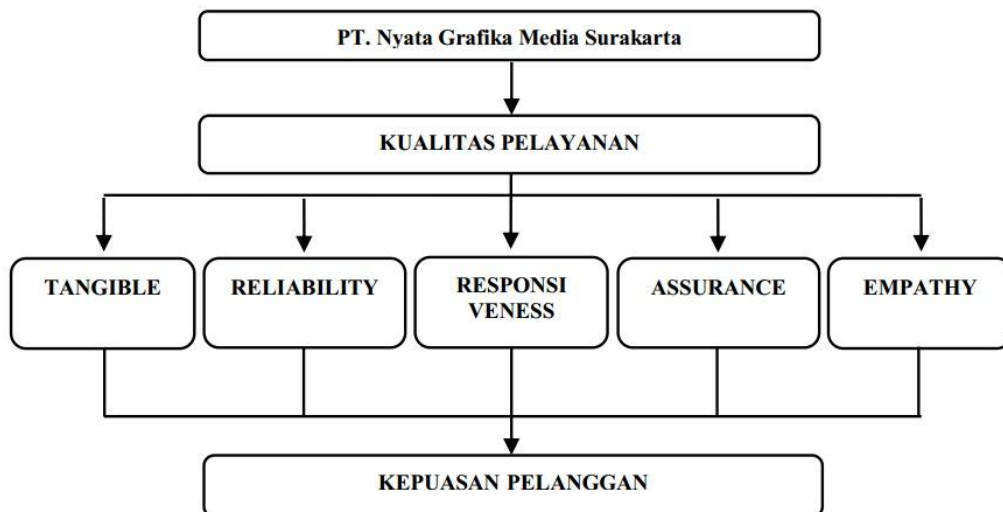 PT. Nyata Grafika Media Surakarta
KUALITAS PELAYANAN
TANGIBLE
RELIABILITY
RESPONSI
VENESS
ASSURANCE
EMPATHY
KEPUASAN PELANGGAN